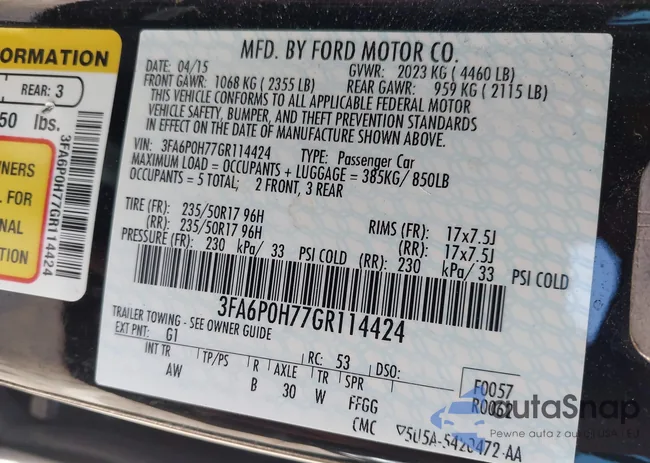 ORMATION
REAR: 3
50 lbs.
WNERS
L FOR
NAL
TION
3FA6P0H77GR114424
MFD. BY FORD MOTOR CO.
DATE: 04/15 GVWR: 2023 KG ( 4460 LB)
FRONT GAWR: 1068 KG ( 2355 LB) REAR GAWR: 959 KG ( 2115 LB)
THIS VEHICLE CONFORMS TO ALL APPLICABLE FEDERAL MOTOR
VEHICLE SAFETY, BUMPER, AND THEFT PREVENTION STANDARDS
IN EFFECT ON THE DATE OF MANUFACTURE SHOWN ABOVE.
VIN: 3FA6P0H77GR114424 TYPE: Passenger Car
MAXIMUM LOAD = OCCUPANTS + LUGGAGE = 385KG/ 850LB
OCCUPANTS = 5 TOTAL; 2 FRONT, 3 REAR
TIRE (FR): 235/50R17 96H RIMS (FR): 17x7.5J
(RR): 235/50R17 96H (RR): 17x7.5J
PRESSURE (FR): 230 kPa/ 33 PSI COLD (RR): 230 kPa/ 33 PSI COLD
3FA6P0H77GR114424
TRAILER TOWING - SEE OWNER GUIDE
EXT PNT: G1 RC: 53 DSO:
INT TR TP/PS R AXLE TR SPR F0057
AW B 30 W FFGG R0062
CMC ▽5U5A-5420472-AA
autaSnap
Pewne auta z au USA i EU